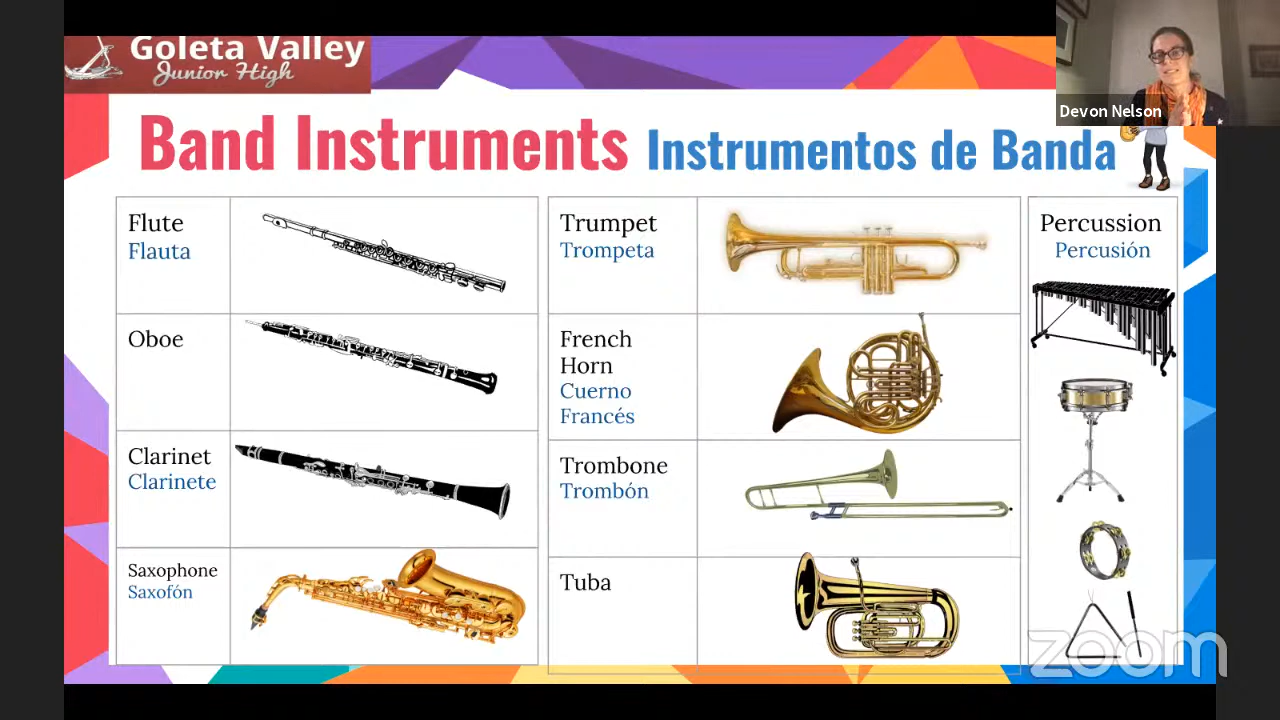 Goleta Valley
Junior High
Devon Nelson
Band Instruments Instrumentos de Banda
Flute
Flauta
Oboe
Clarinet
Clarinete
Saxophone
Saxofón
Trumpet
Trompeta
French
Horn
Cuerno
Francés
Trombone
Trombón
Tuba
Percussion
Percusión
zoom